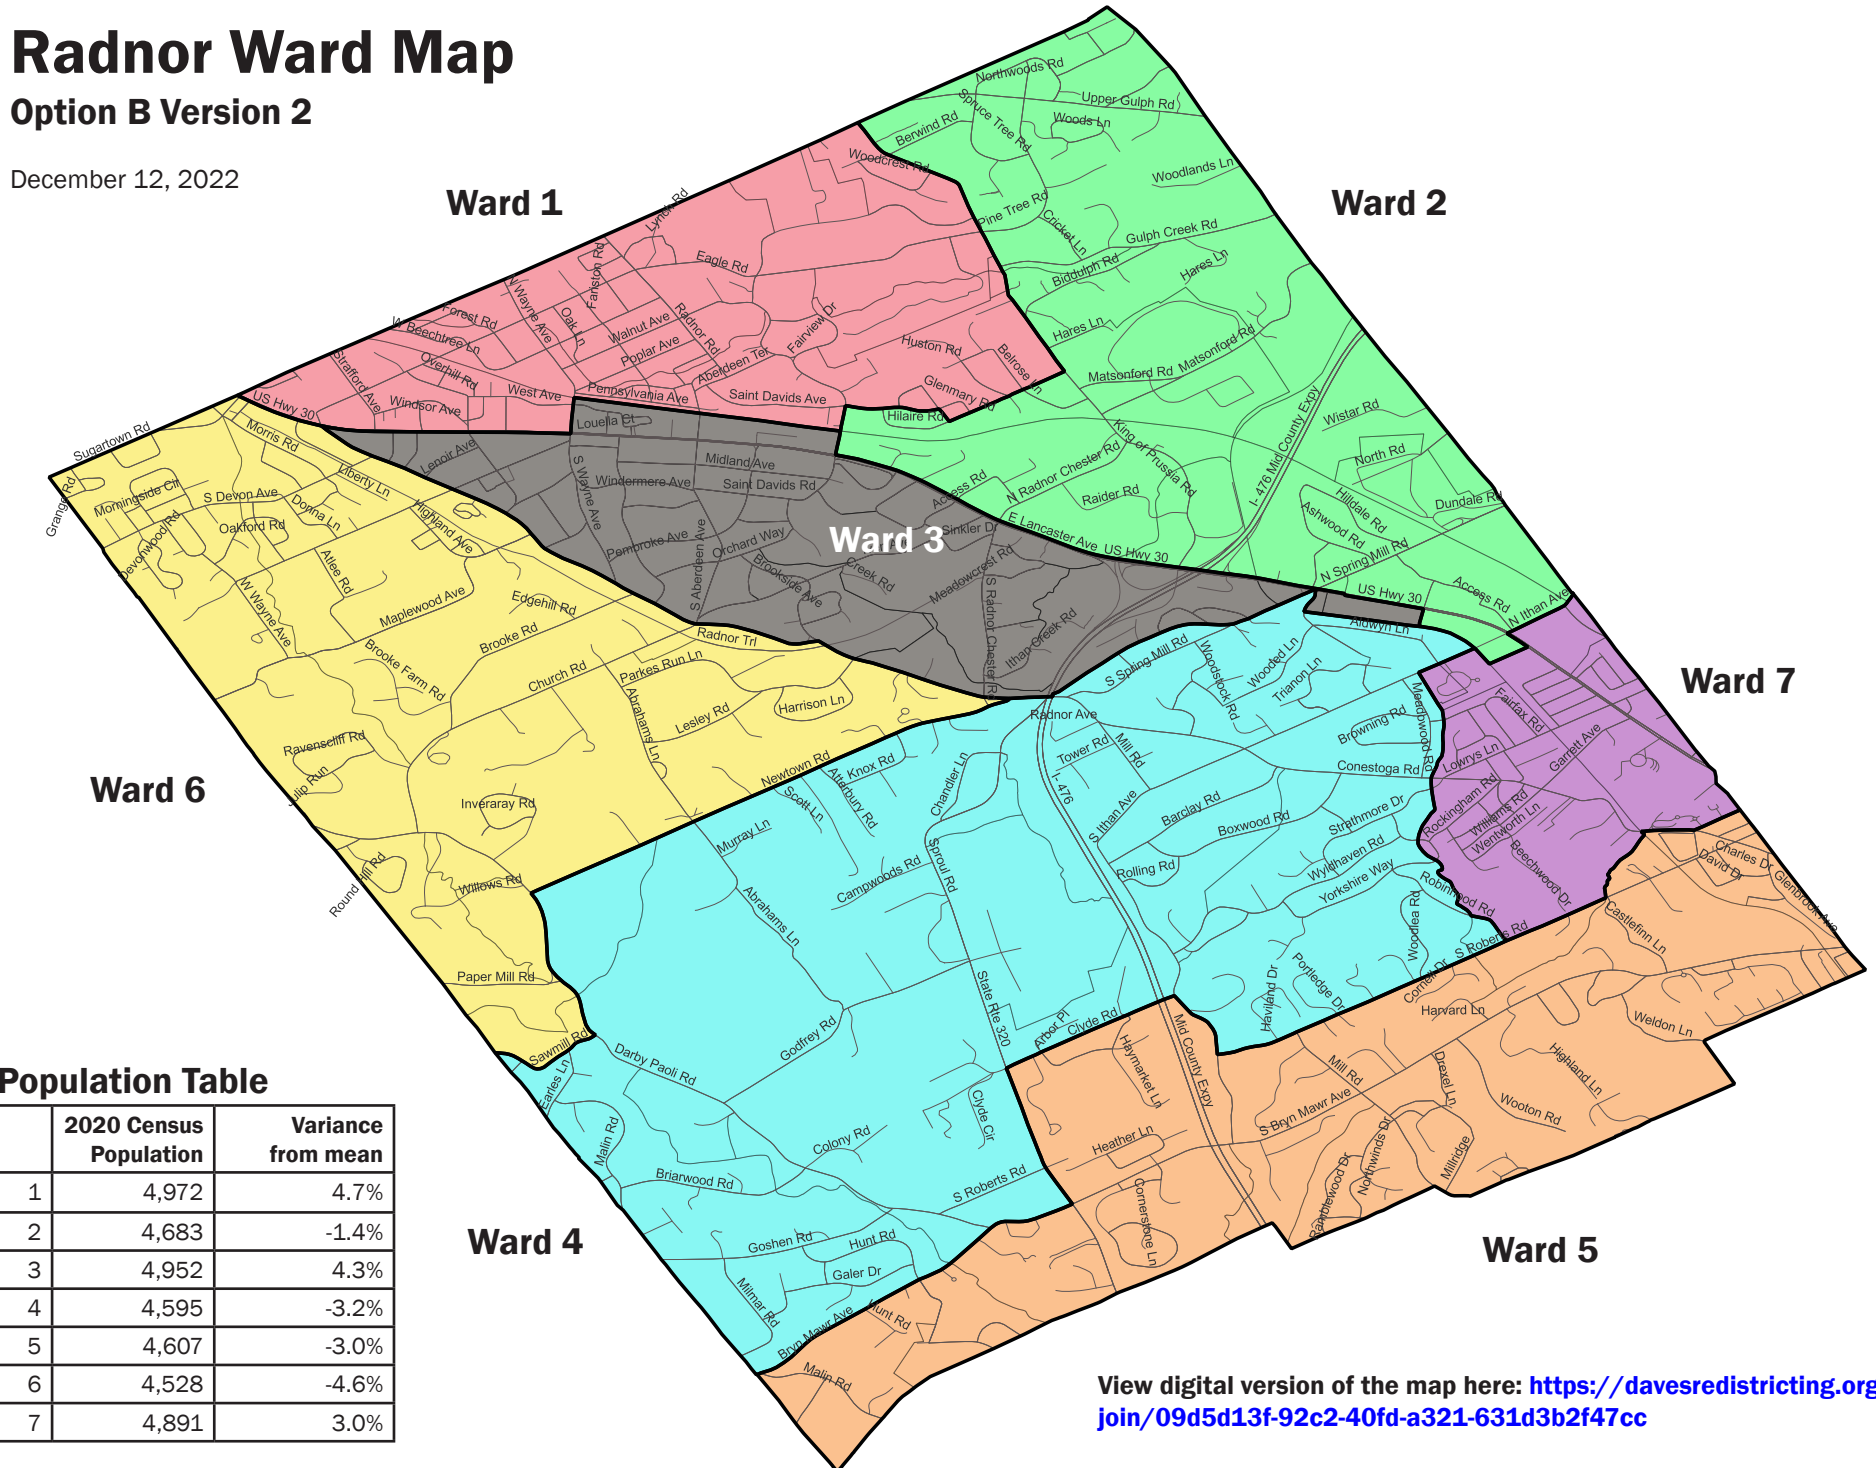 Radnor Ward Map
Option B Version 2
December 12, 2022
Ward 1
Ward 2
Ward 3
Ward 7
Ward 6
Ward 4
Ward 5
Northwoods Rd
Upper Gulph Rd
Spruce Tree Rd
Woods Ln
Berwind Rd
Woodcrest Rd
Woodlands Ln
Pine Tree Rd
Cricket Ln
Gulph Creek Rd
Biddulph Rd
Hares Ln
Lynch Rd
Eagle Rd
Farlston Rd
N Wayne Ave
Oak Ln
Forest Rd
W Beechtree Ln
Walnut Ave
Radnor Rd
Fairview Dr
Poplar Ave
Aberdeen Ter
Huston Rd
Belrose Ln
Hares Ln
Matsonford Rd
Matsonford Rd
Strafford Ave
Overhill Rd
West Ave
Pennsylvania Ave
Saint Davids Ave
Glenmary Rd
Hilaire Rd
Windsor Ave
US Hwy 30
Louella Ct
Sugartown Rd
Morris Rd
Lenoir Ave
Liberty Ln
Midland Ave
Windermere Ave
Saint Davids Rd
S Wayne Ave
Access Rd
N Radnor Chester Rd
King of Prussia Rd
Raider Rd
I- 476 Mid County Expy
Wistar Rd
North Rd
Hilldale Rd
Ashwood Rd
Dundale Rd
N Spring Mill Rd
Access Rd
N Ithan Ave
US Hwy 30
Aldwyn Ln
E Lancaster Ave
US Hwy 30
Sinkler Dr
Meadowcrest Rd
S Radnor Chester Rd
Ithan Creek Rd
Creek Rd
Brookside Ave
Orchard Way
Pembroke Ave
S Aberdeen Ave
Grange Rd
Morningside Cir
S Devon Ave
Donna Ln
Oakford Rd
Devonwood Rd
Highland Ave
Atlee Rd
W Wayne Ave
Maplewood Ave
Edgehill Rd
Brooke Rd
Brooke Farm Rd
Radnor Trl
Church Rd
Parkes Run Ln
Abrahams Ln
Lesley Rd
Harrison Ln
Ravenscliff Rd
Julip Run
Inveraray Rd
Newtown Rd
Round Hill Rd
Willows Rd
Paper Mill Rd
Sawmill Rd
S Spring Mill Rd
Woodstock Rd
Wooded Ln
Trianon Ln
Radnor Ave
Tower Rd
Mill Rd
I- 476
Browning Rd
Meadowood Rd
Conestoga Rd
Fairfax Rd
Garrett Ave
Lowrys Ln
Rockingham Rd
Williams Rd
Wentworth Ln
Beechwood Dr
Knox Rd
Atterbury Rd
Scott Ln
Chandler Ln
Murray Ln
Campwoods Rd
Sproul Rd
Abrahams Ln
S Ithan Ave
Barclay Rd
Boxwood Rd
Strathmore Dr
Rolling Rd
Wyldhaven Rd
Yorkshire Way
Robinhood Rd
Woodlea Rd
S Roberts Rd
Charles Dr
David Dr
Glenbrook Ave
Castlefinn Ln
Haviland Dr
Portledge Dr
Cornell Dr
Harvard Ln
Weldon Ln
State Rte 320
Arbor Pl
Clyde Rd
Godfrey Rd
Darby Paoli Rd
Earles Ln
Malin Rd
Briarwood Rd
Colony Rd
Clyde Cir
S Roberts Rd
Haymarket Ln
Mid County Expy
Heather Ln
Cornerstone Ln
Mill Rd
S Bryn Mawr Ave
Drexel Ln
Highland Ln
Wooton Rd
Northwinds Dr
Ramblewood Dr
Millridge
Goshen Rd
Hunt Rd
Galer Dr
Milmar Rd
Bryn Mawr Ave
Hunt Rd
Malin Rd
Population Table
2020 Census Population
Variance from mean
1 4,972 4.7%
2 4,683 -1.4%
3 4,952 4.3%
4 4,595 -3.2%
5 4,607 -3.0%
6 4,528 -4.6%
7 4,891 3.0%
View digital version of the map here: https://davesredistricting.org
join/09d5d13f-92c2-40fd-a321-631d3b2f47cc